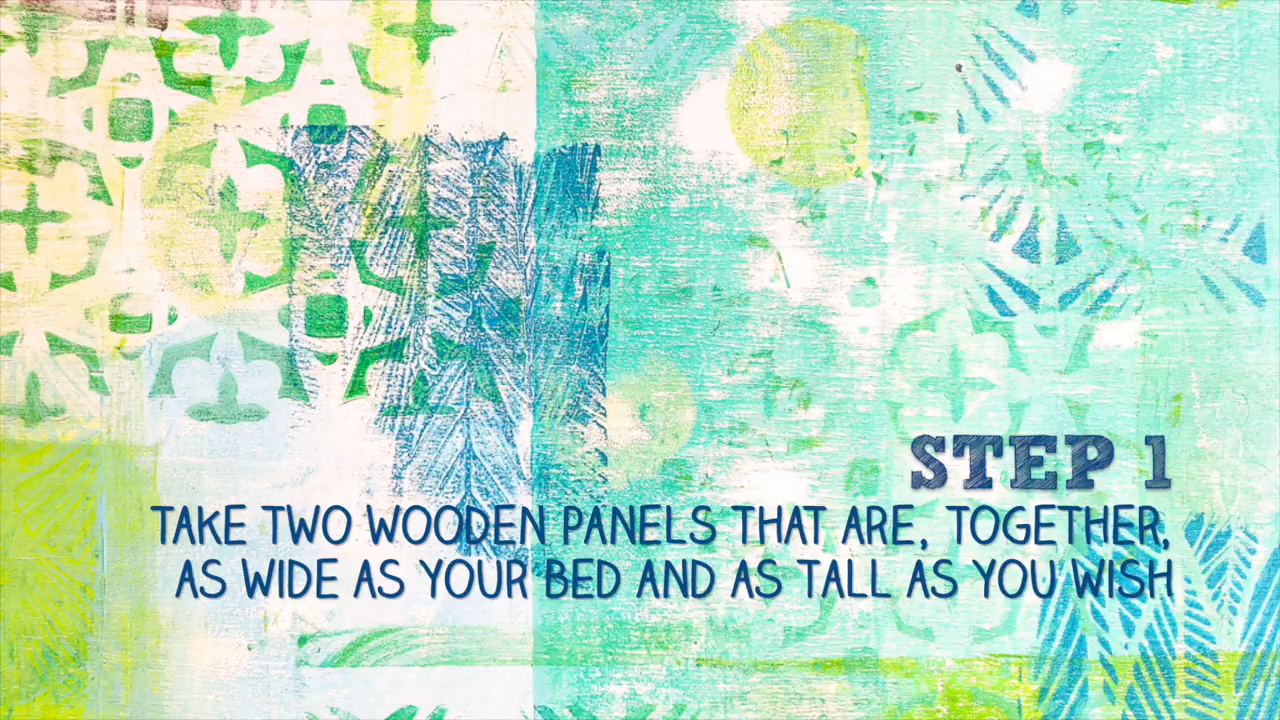 STEP 1
TAKE TWO WOODEN PANELS THAT ARE, TOGETHER,
AS WIDE AS YOUR BED AND AS TALL AS YOU WISH